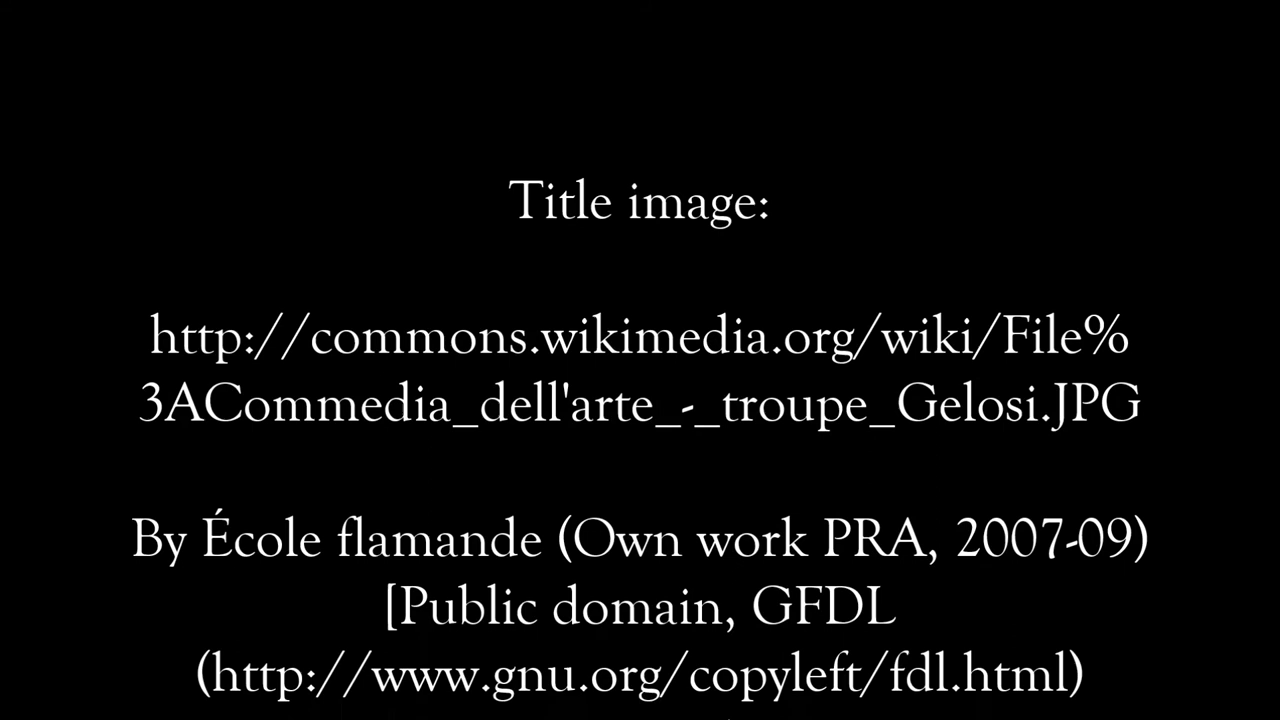 Title image:
http://commons.wikimedia.org/wiki/File%
3ACommedia_dell'arte_-_troupe_Gelosi.JPG
By École flamande (Own work PRA, 2007-09)
[Public domain, GFDL
(http://www.gnu.org/copyleft/fdl.html)